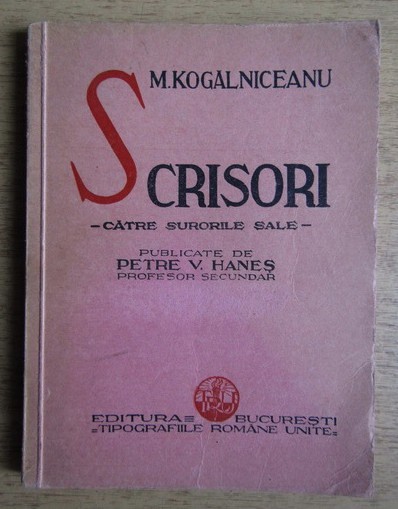 M. KOGALNICEANU
SCRISORI
- CĂTRE SURORILE SALE -
PUBLICATE DE
PETRE V. HANEȘ
PROFESOR SECUNDAR
EDITURA BUCUREȘTI
"TIPOGRAFIILE ROMÂNE UNITE"